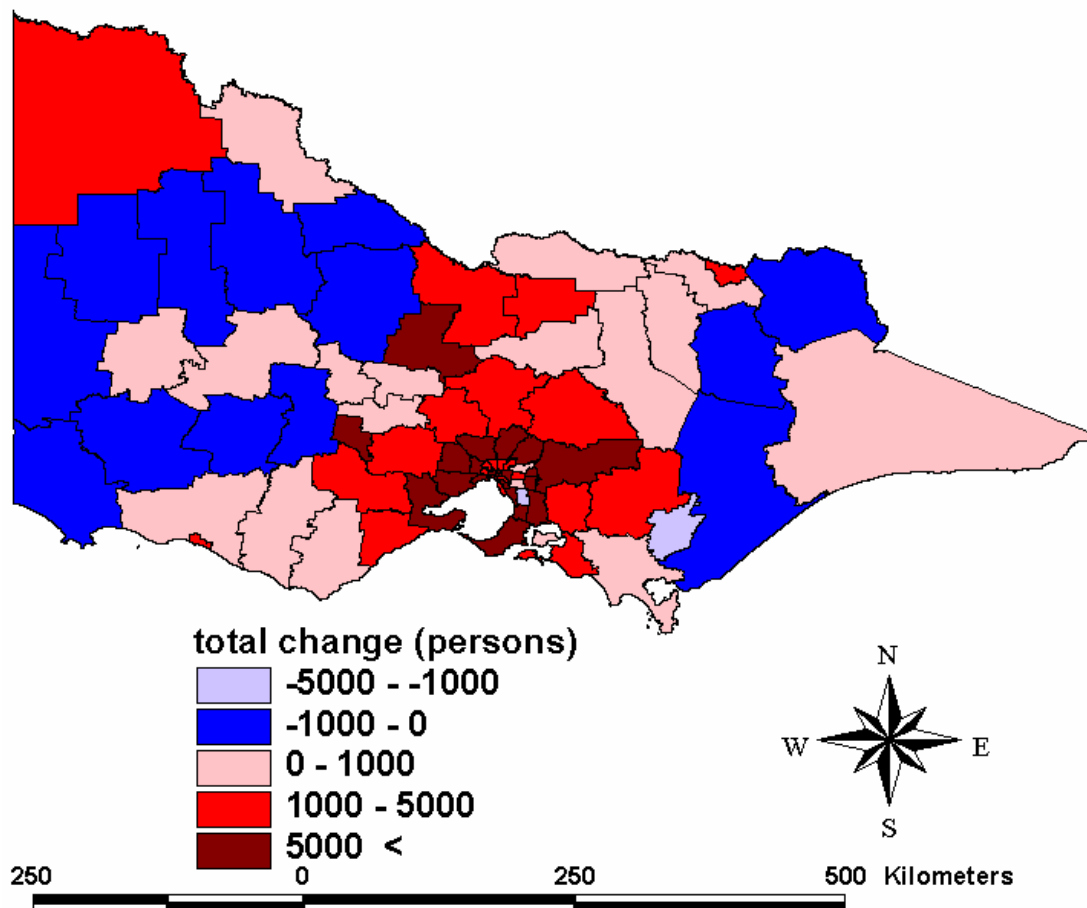 total change (persons)
-5000 - -1000
-1000 - 0
0 - 1000
1000 - 5000
5000 <
N
W E
S
250 0 250 500 Kilometers